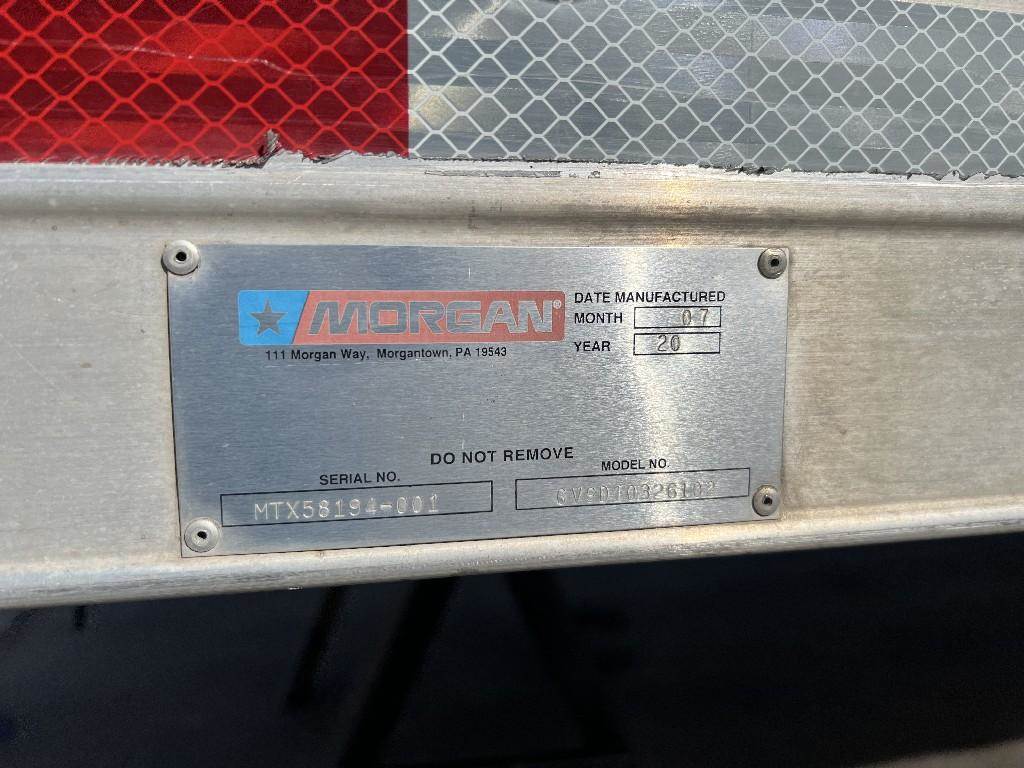 MORGAN®
111 Morgan Way, Morgantown, PA 19543
DATE MANUFACTURED
MONTH 07
YEAR 20
DO NOT REMOVE
SERIAL NO.
MTX58194-001
MODEL NO.